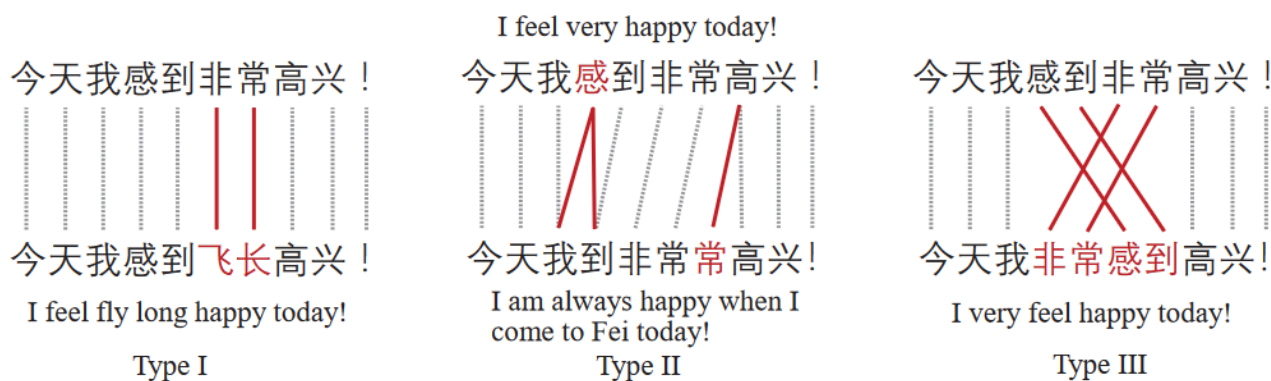 今天我感到非常高兴！
今天我感到飞长高兴！
I feel fly long happy today!
Type I
I feel very happy today!
今天我感到非常高兴！
今天我到非常常高兴!
I am always happy when I
come to Fei today!
Type II
今天我感到非常高兴！
今天我非常感到高兴!
I very feel happy today!
Type III